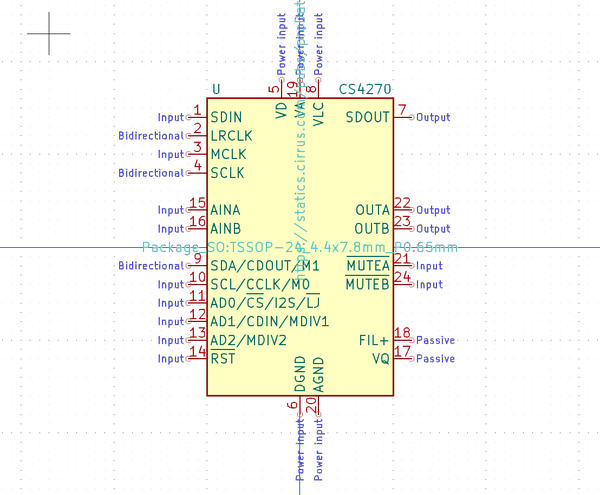 Power input
Power input
Power input
5
19
8
U
CS4270
VD
VA
VLC
Input 1 SDIN
SDOUT 7 Output
Bidirectional 2 LRCLK
Input 3 MCLK
Bidirectional 4 SCLK
Input 15 AINA
OUTA 22 Output
Input 16 AINB
OUTB 23 Output
Package_SO:TSSOP-24_4.4x7.8mm_P0.65mm
Bidirectional 9 SDA/CDOUT/M1
MUTEA 21 Input
Input 10 SCL/CCLK/M0
MUTEB 24 Input
Input 11 AD0/CS/I2S/LJ
Input 12 AD1/CDIN/MDIV1
Input 13 AD2/MDIV2
FIL+ 18 Passive
Input 14 RST
VQ 17 Passive
DGND
AGND
6
20
Power input
Power input